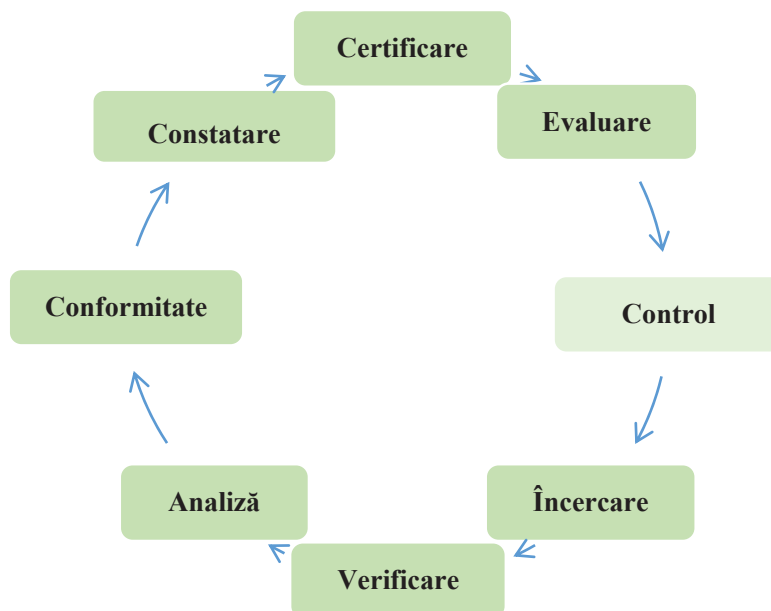 Certificare
Evaluare
Constatare
Conformitate
Control
Analiză
Încercare
Verificare